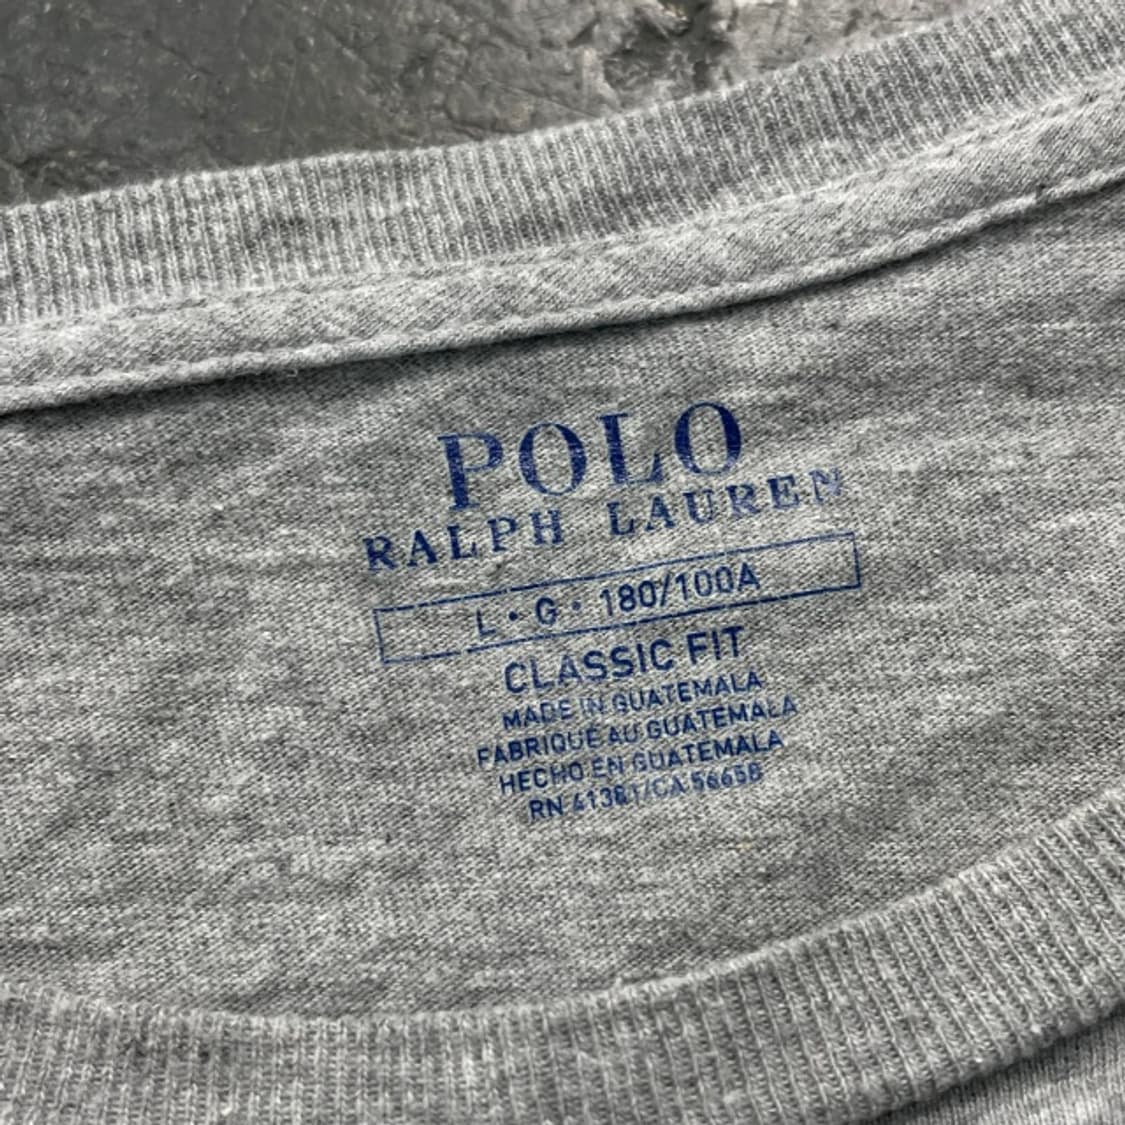 POLO
RALPH LAUREN
L • G • 180/100A
CLASSIC FIT
MADE IN GUATEMALA
FABRIQUÉ AU GUATEMALA
HECHO EN GUATEMALA
RN 41381/CA 56658